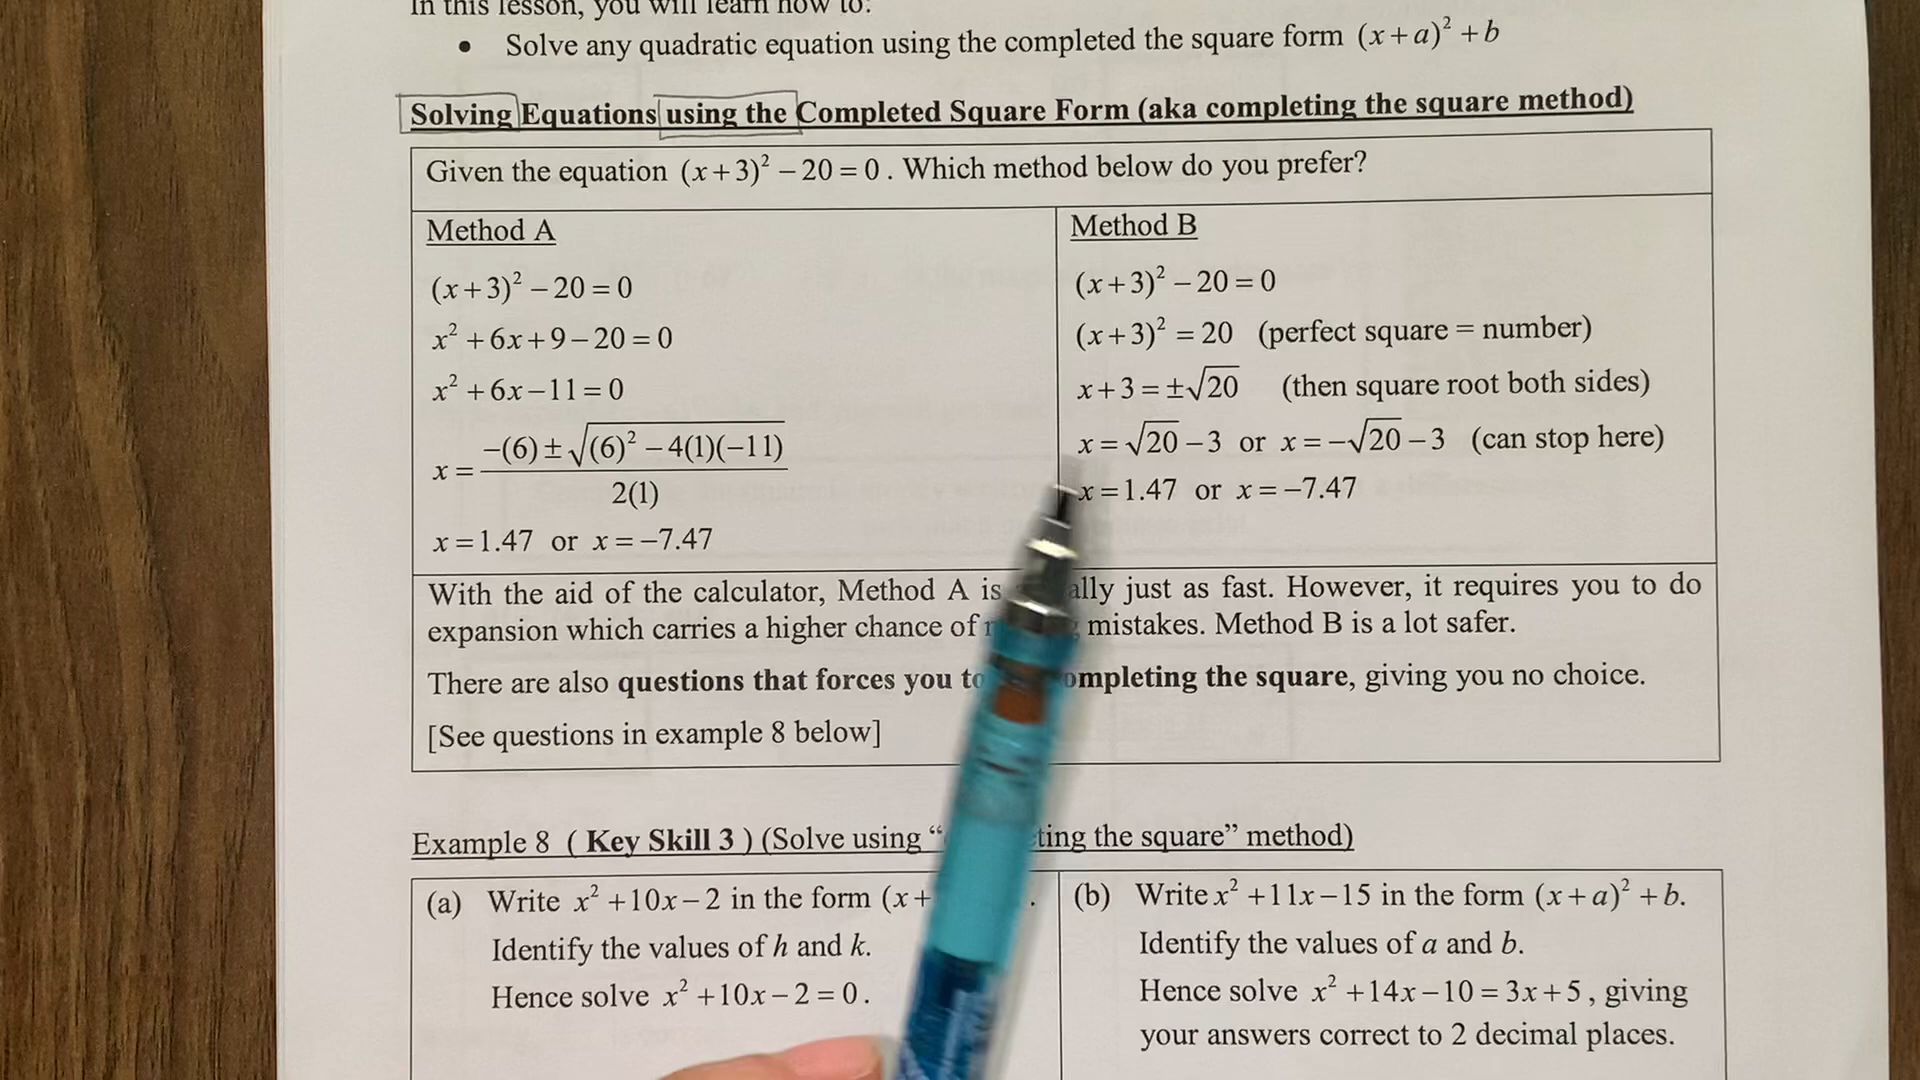 In this lesson, you will learn how to:
• Solve any quadratic equation using the completed the square form (x+a)² + b
Solving Equations using the Completed Square Form (aka completing the square method)
Given the equation (x+3)² − 20 = 0. Which method below do you prefer?
Method A
(x+3)² − 20 = 0
x² + 6x + 9 − 20 = 0
x² + 6x − 11 = 0
x = (−(6) ± √((6)² − 4(1)(−11))) / 2(1)
x = 1.47 or x = −7.47
Method B
(x+3)² − 20 = 0
(x+3)² = 20 (perfect square = number)
x + 3 = ±√20 (then square root both sides)
x = √20 − 3 or x = −√20 − 3 (can stop here)
x = 1.47 or x = −7.47
With the aid of the calculator, Method A is just as fast. However, it requires you to do
expansion which carries a higher chance of mistakes. Method B is a lot safer.
There are also questions that forces you to completing the square, giving you no choice.
[See questions in example 8 below]
Example 8 ( Key Skill 3 ) (Solve using “completing the square” method)
(a) Write x² + 10x − 2 in the form (x+ .
Identify the values of h and k.
Hence solve x² + 10x − 2 = 0.
(b) Write x² + 11x − 15 in the form (x+a)² + b.
Identify the values of a and b.
Hence solve x² + 14x − 10 = 3x + 5, giving
your answers correct to 2 decimal places.